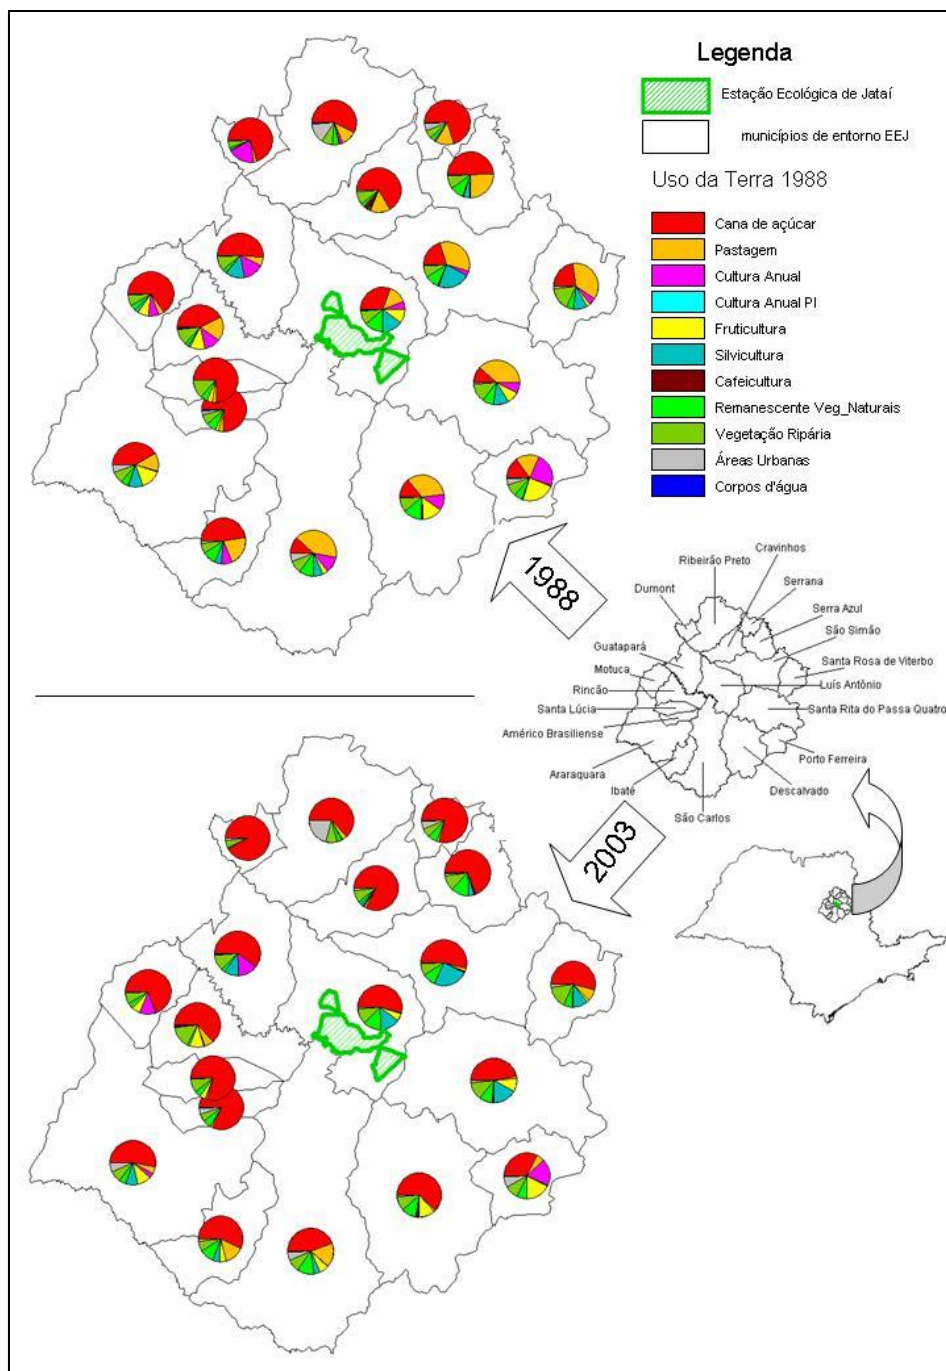 Legenda
Estação Ecológica de Jataí
municípios de entorno EEJ
Uso da Terra 1988
Cana de açúcar
Pastagem
Cultura Anual
Cultura Anual PI
Fruticultura
Silvicultura
Cafeicultura
Remanescente Veg_Naturais
Vegetação Ripária
Áreas Urbanas
Corpos d'água
1988
Cravinhos
Ribeirão Preto
Serrana
Dumont
Serra Azul
São Simão
Guatapará
Santa Rosa de Viterbo
Motuca
Luís Antônio
Rincão
Santa Lúcia
Santa Rita do Passa Quatro
Américo Brasiliense
Porto Ferreira
Araraquara
Ibaté
Descalvado
São Carlos
2003